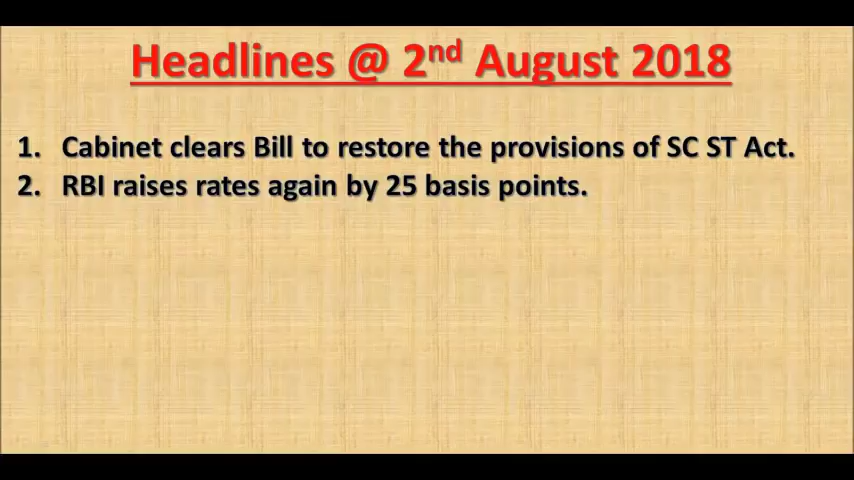 Headlines @ 2nd August 2018
1. Cabinet clears Bill to restore the provisions of SC ST Act.
2. RBI raises rates again by 25 basis points.